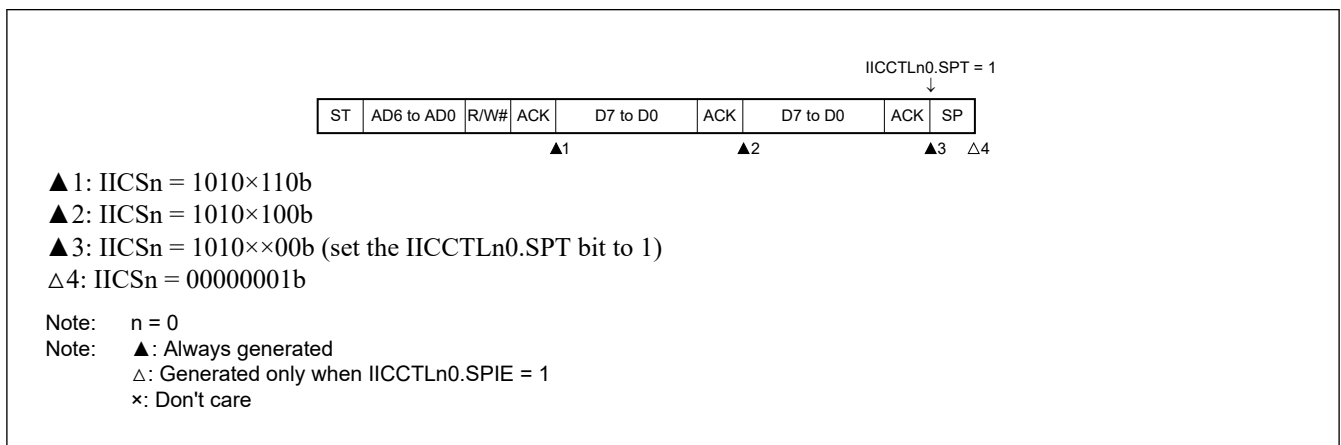 IICCTLn0.SPT = 1
↓
ST AD6 to AD0 R/W# ACK D7 to D0 ACK D7 to D0 ACK SP
▲1 ▲2 ▲3 △4
▲1: IICSn = 1010×110b
▲2: IICSn = 1010×100b
▲3: IICSn = 1010××00b (set the IICCTLn0.SPT bit to 1)
△4: IICSn = 00000001b
Note: n = 0
Note: ▲: Always generated
△: Generated only when IICCTLn0.SPIE = 1
×: Don't care